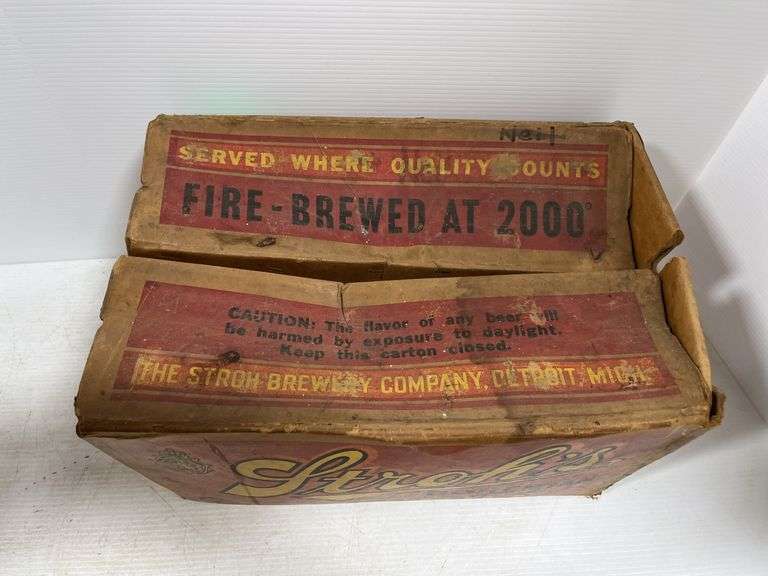 SERVED WHERE QUALITY COUNTS
FIRE-BREWED AT 2000°
CAUTION: The flavor of any beer will
be harmed by exposure to daylight.
Keep this carton closed.
THE STROH BREWERY COMPANY, DETROIT, MICH.
Stroh's